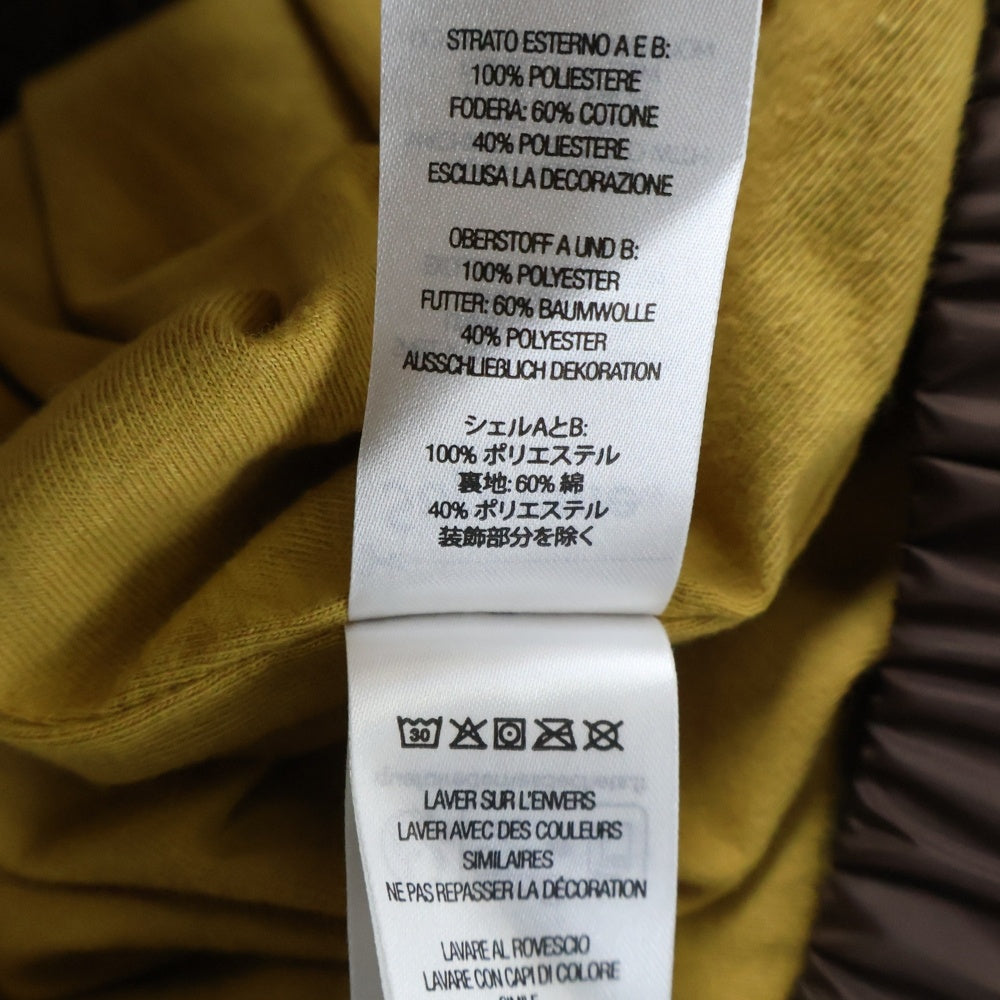 STRATO ESTERNO A E B:
100% POLIESTERE
FODERA: 60% COTONE
40% POLIESTERE
ESCLUSA LA DECORAZIONE
OBERSTOFF A UND B:
100% POLYESTER
FUTTER: 60% BAUMWOLLE
40% POLYESTER
AUSSCHLIEßLICH DEKORATION
シェルAとB:
100% ポリエステル
裏地: 60% 綿
40% ポリエステル
装飾部分を除く
30
LAVER SUR L'ENVERS
LAVER AVEC DES COULEURS
SIMILAIRES
NE PAS REPASSER LA DÉCORATION
LAVARE AL ROVESCIO
LAVARE CON CAPI DI COLORE